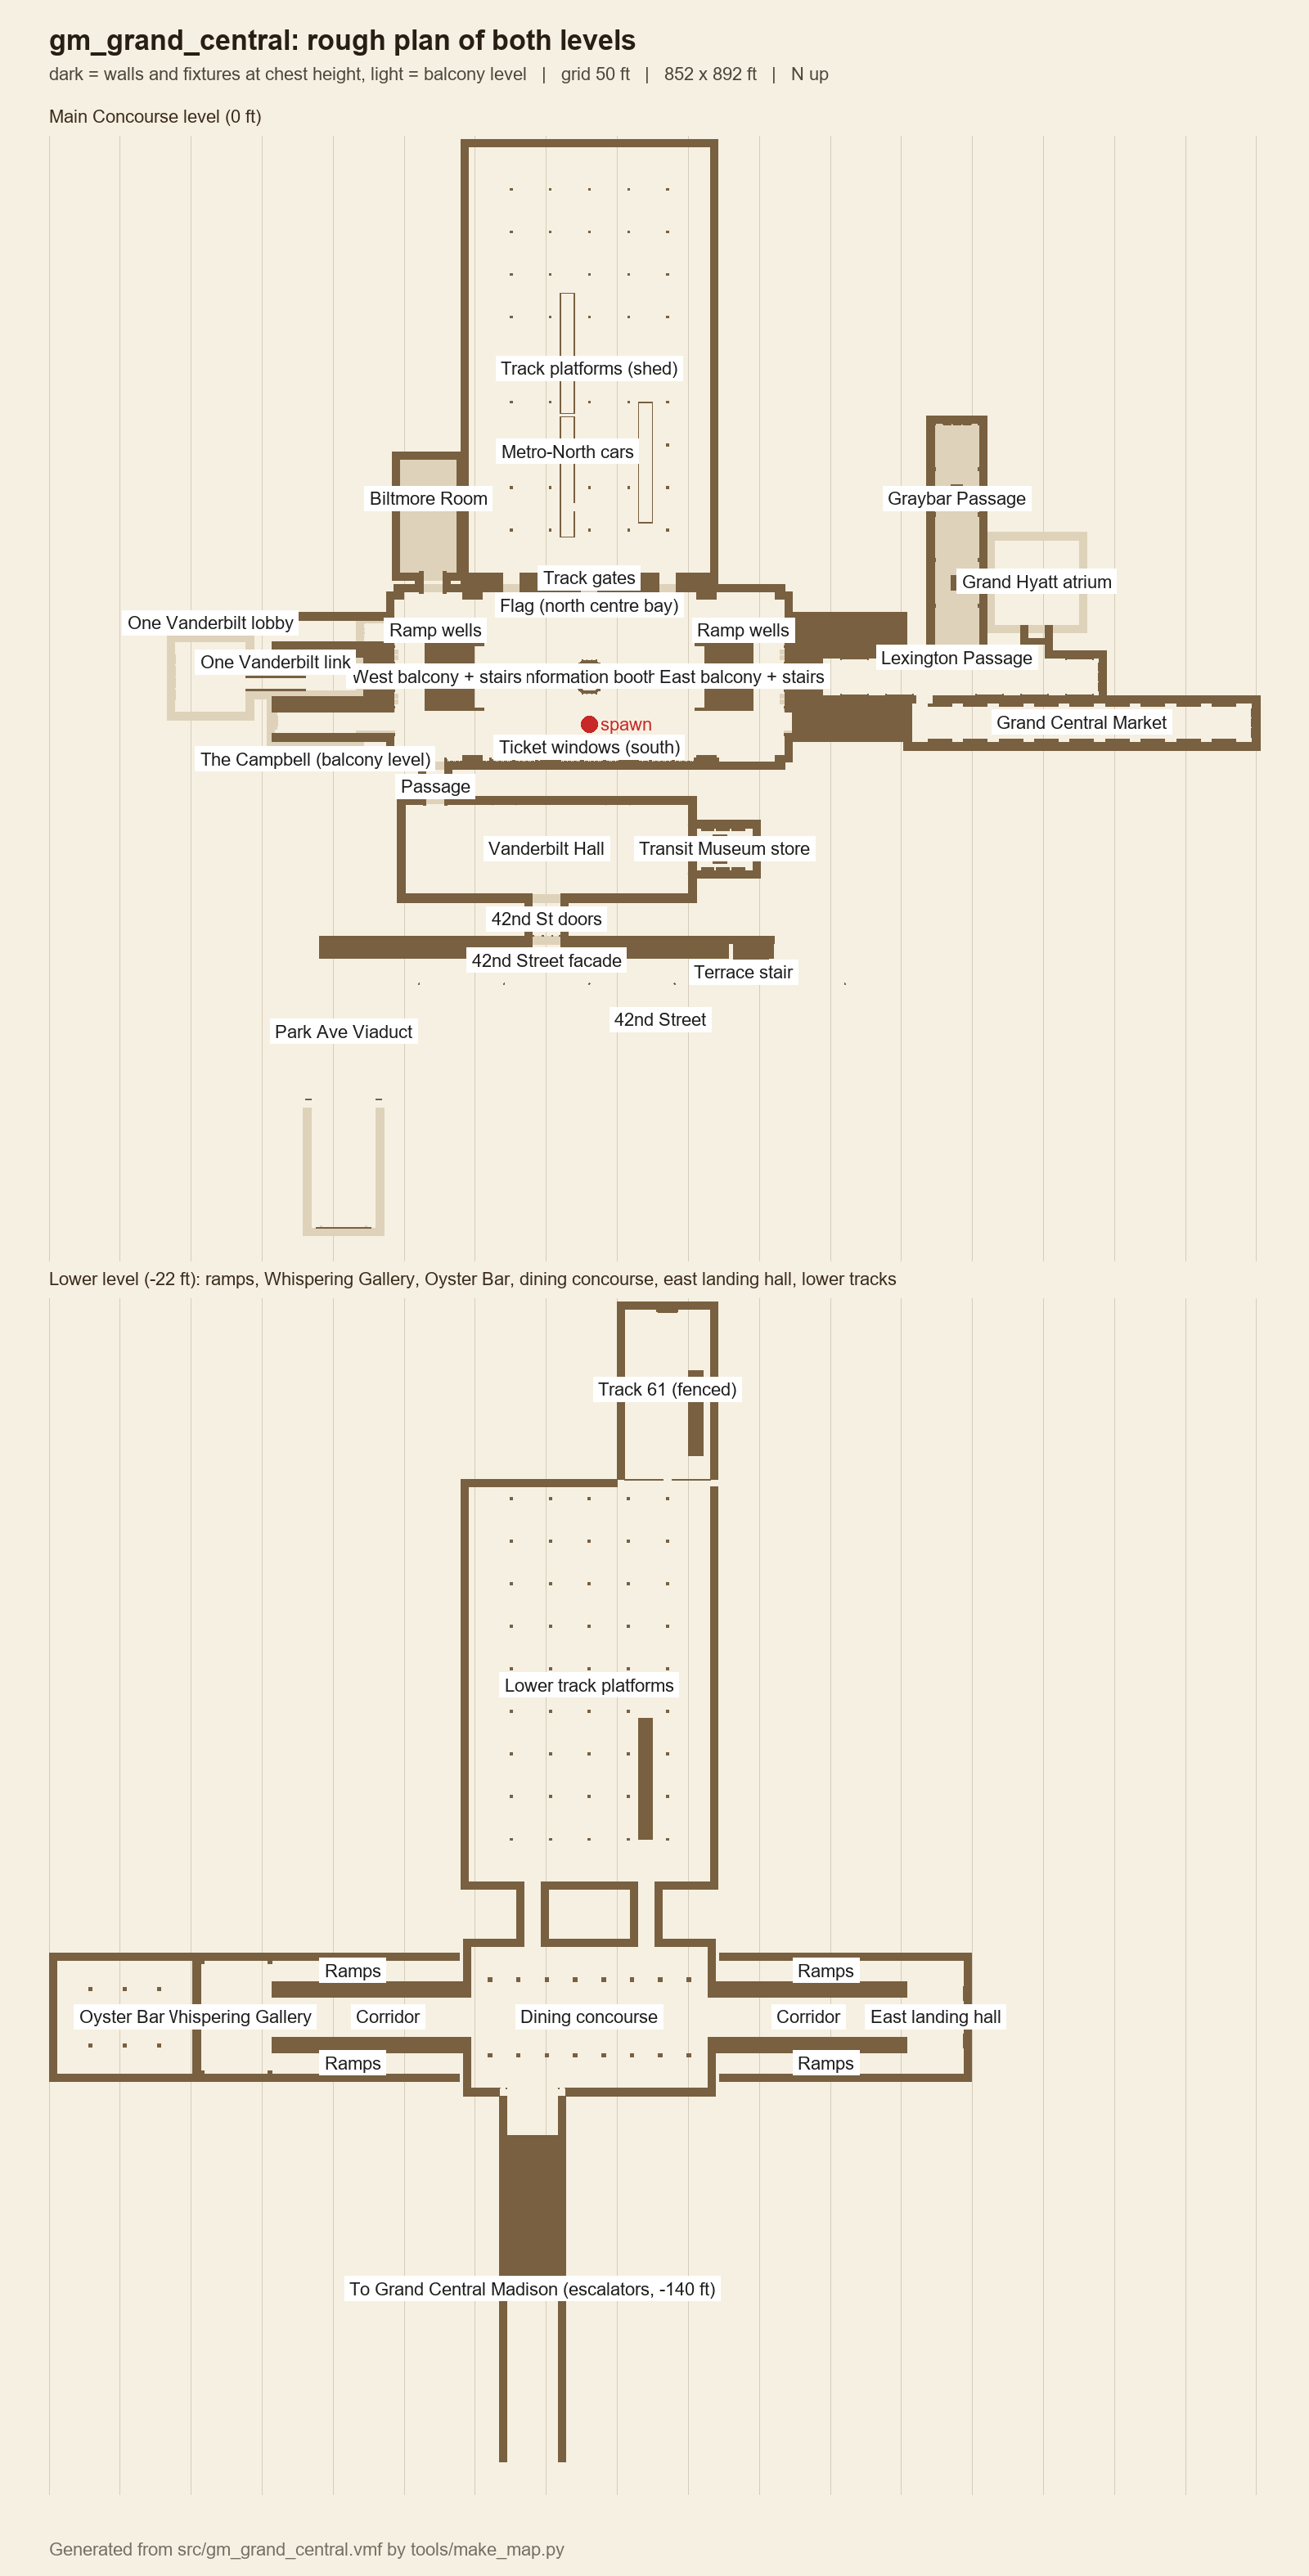 gm_grand_central: rough plan of both levels
dark = walls and fixtures at chest height, light = balcony level | grid 50 ft | 852 x 892 ft | N up
Main Concourse level (0 ft)
Track platforms (shed)
Metro-North cars
Biltmore Room
Graybar Passage
Track gates
Grand Hyatt atrium
Flag (north centre bay)
One Vanderbilt lobby
Ramp wells
Ramp wells
One Vanderbilt link
Lexington Passage
West balcony + stairs
nformation booth
East balcony + stairs
spawn
Grand Central Market
Ticket windows (south)
The Campbell (balcony level)
Passage
Vanderbilt Hall
Transit Museum store
42nd St doors
42nd Street facade
Terrace stair
42nd Street
Park Ave Viaduct
Lower level (-22 ft): ramps, Whispering Gallery, Oyster Bar, dining concourse, east landing hall, lower tracks
Track 61 (fenced)
Lower track platforms
Ramps
Ramps
Oyster Bar
Whispering Gallery
Corridor
Dining concourse
Corridor
East landing hall
Ramps
Ramps
To Grand Central Madison (escalators, -140 ft)
Generated from src/gm_grand_central.vmf by tools/make_map.py